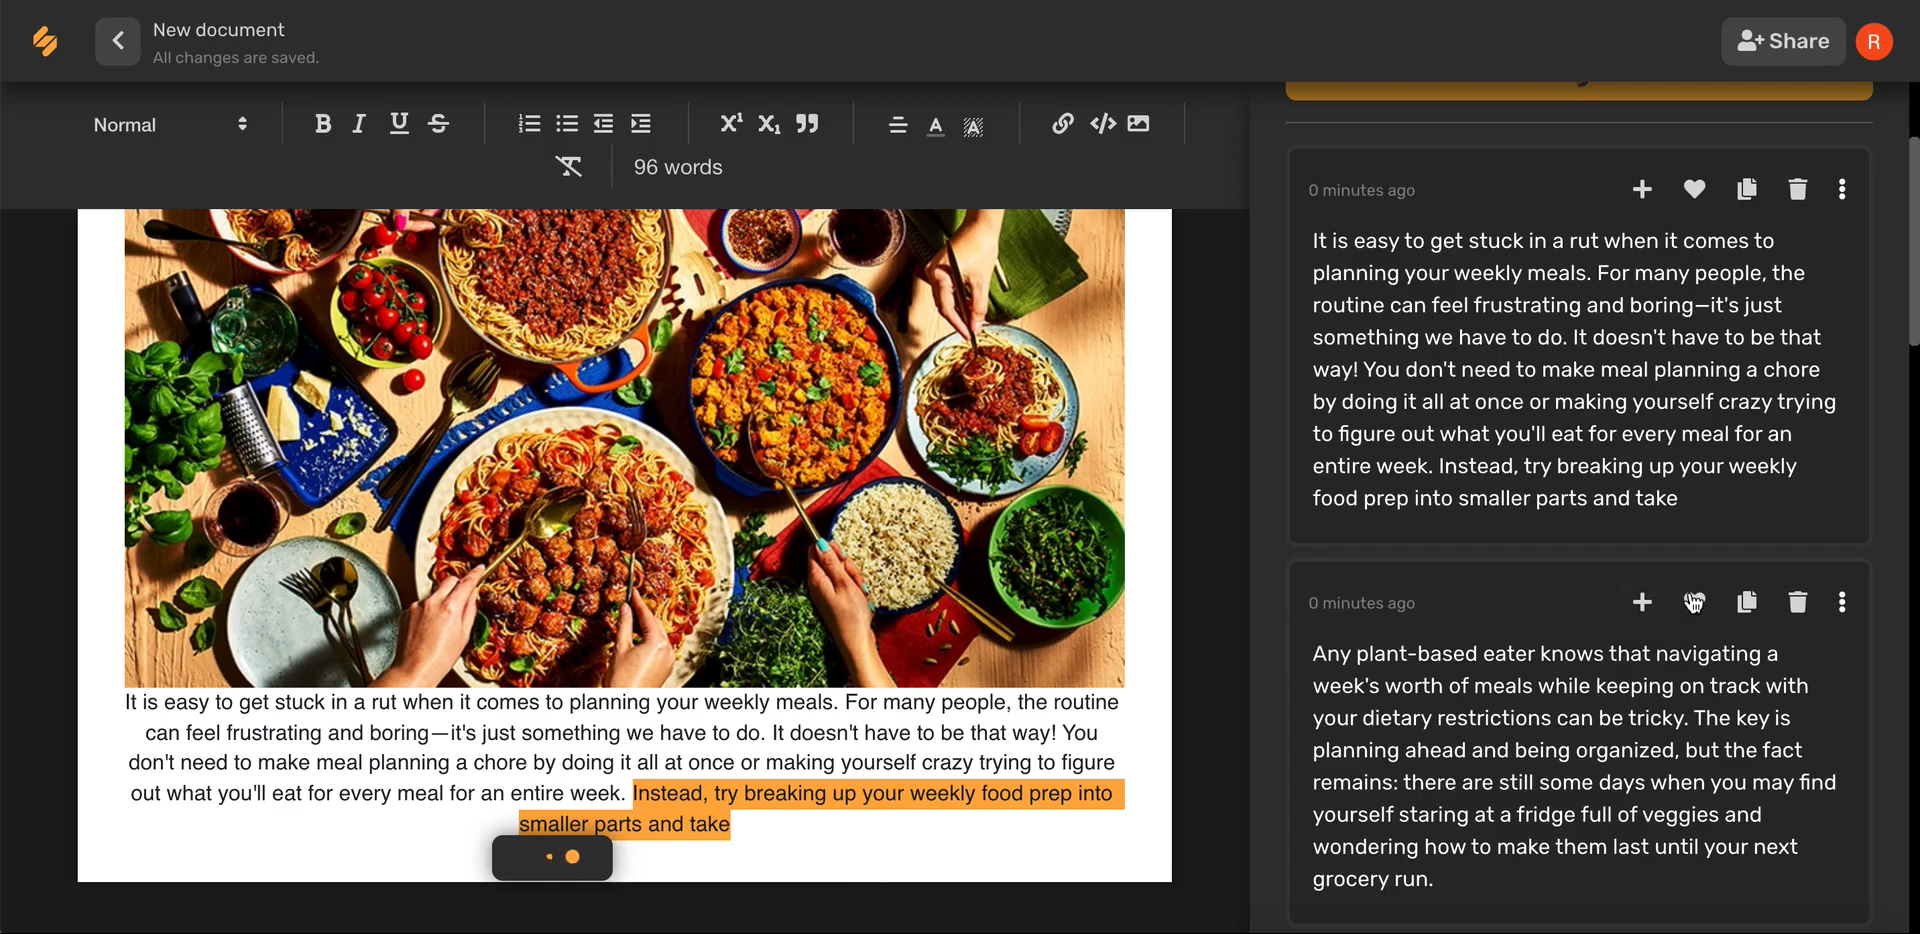 New document
All changes are saved.
Share
R
Normal
B I U S
X¹ X₁
A A
</>
96 words
It is easy to get stuck in a rut when it comes to planning your weekly meals. For many people, the routine
can feel frustrating and boring—it's just something we have to do. It doesn't have to be that way! You
don't need to make meal planning a chore by doing it all at once or making yourself crazy trying to figure
out what you'll eat for every meal for an entire week. Instead, try breaking up your weekly food prep into
smaller parts and take
0 minutes ago
It is easy to get stuck in a rut when it comes to
planning your weekly meals. For many people, the
routine can feel frustrating and boring—it's just
something we have to do. It doesn't have to be that
way! You don't need to make meal planning a chore
by doing it all at once or making yourself crazy trying
to figure out what you'll eat for every meal for an
entire week. Instead, try breaking up your weekly
food prep into smaller parts and take
0 minutes ago
Any plant-based eater knows that navigating a
week's worth of meals while keeping on track with
your dietary restrictions can be tricky. The key is
planning ahead and being organized, but the fact
remains: there are still some days when you may find
yourself staring at a fridge full of veggies and
wondering how to make them last until your next
grocery run.